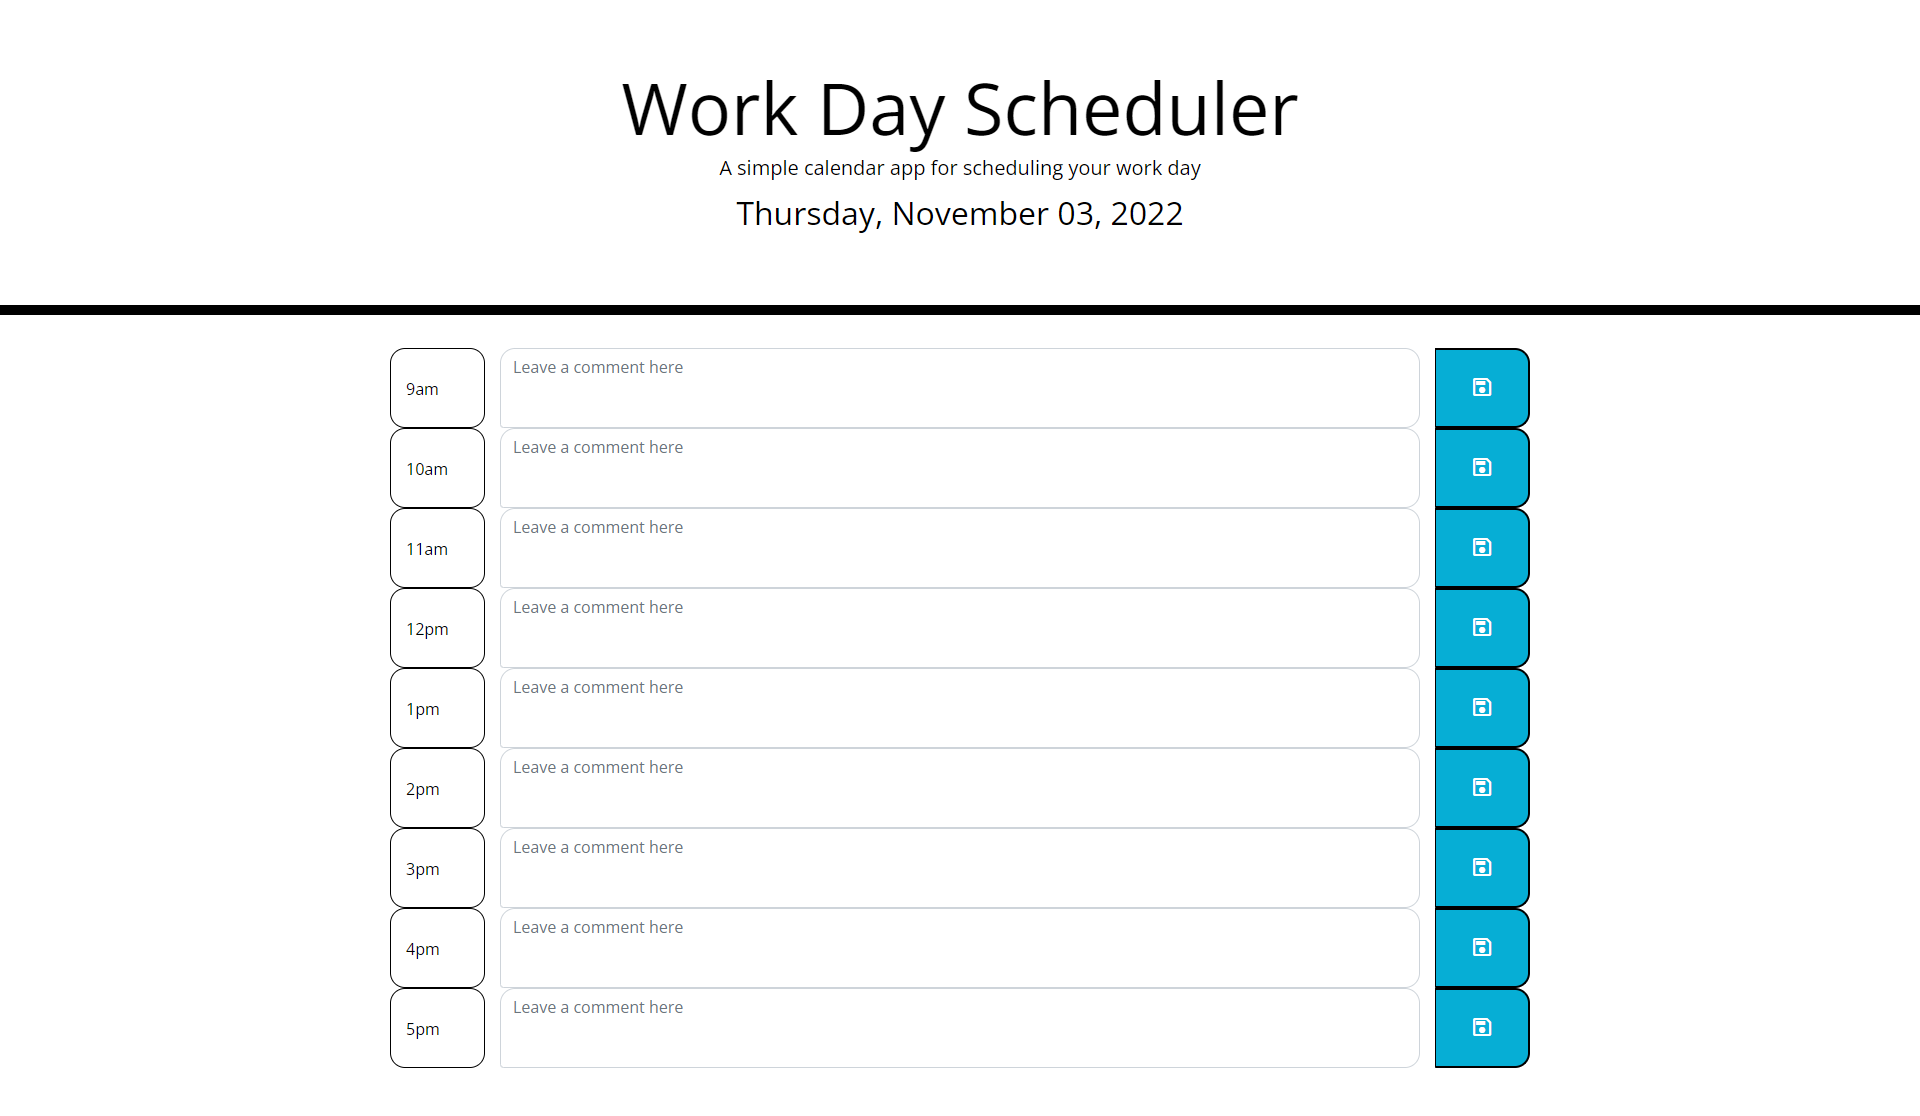 Work Day Scheduler
A simple calendar app for scheduling your work day
Thursday, November 03, 2022
9am
Leave a comment here
10am
Leave a comment here
11am
Leave a comment here
12pm
Leave a comment here
1pm
Leave a comment here
2pm
Leave a comment here
3pm
Leave a comment here
4pm
Leave a comment here
5pm
Leave a comment here